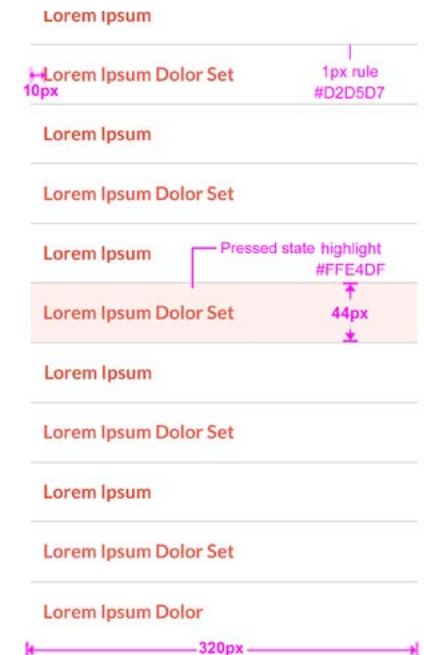 Lorem Ipsum
Lorem Ipsum Dolor Set
10px
1px rule
#D2D5D7
Lorem Ipsum
Lorem Ipsum Dolor Set
Lorem Ipsum
Pressed state highlight
#FFE4DF
Lorem Ipsum Dolor Set
44px
Lorem Ipsum
Lorem Ipsum Dolor Set
Lorem Ipsum
Lorem Ipsum Dolor Set
Lorem Ipsum Dolor
320px